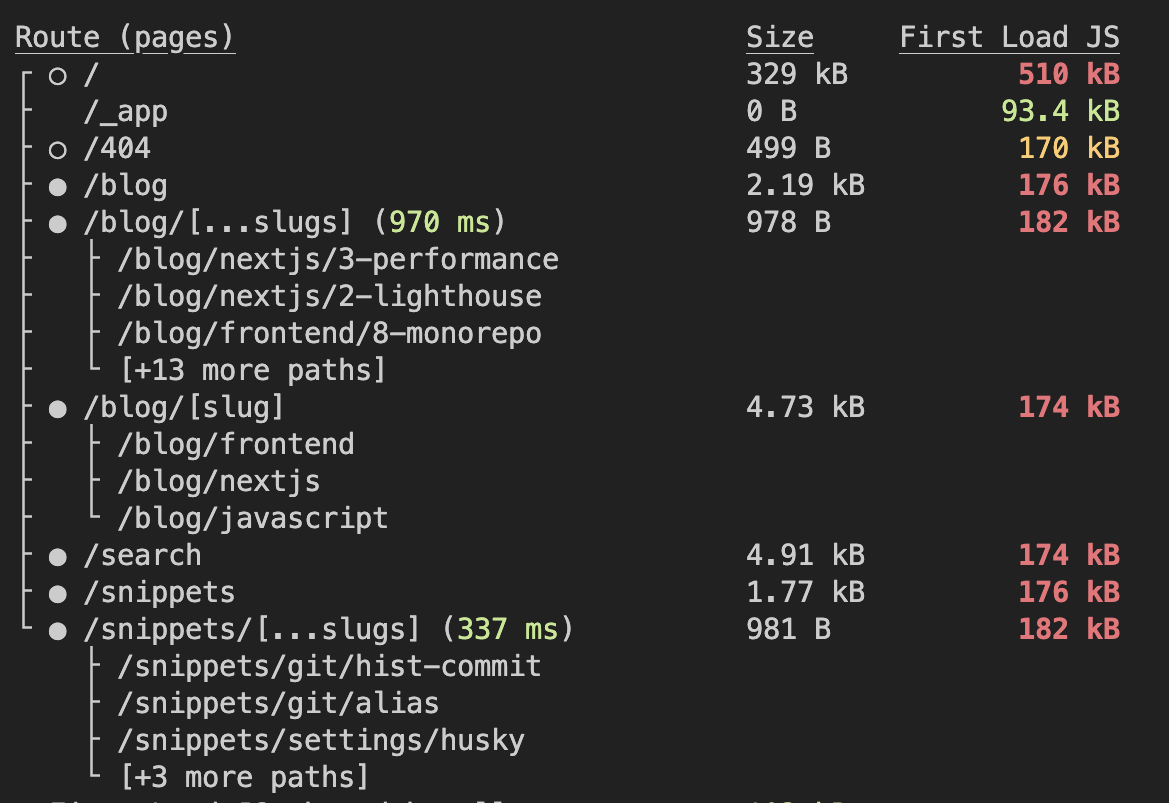 Route (pages) Size First Load JS
┌ ○ / 329 kB 510 kB
├ /_app 0 B 93.4 kB
├ ○ /404 499 B 170 kB
├ ● /blog 2.19 kB 176 kB
├ ● /blog/[...slugs] (970 ms) 978 B 182 kB
├ ├ /blog/nextjs/3-performance
├ ├ /blog/nextjs/2-lighthouse
├ ├ /blog/frontend/8-monorepo
├ └ [+13 more paths]
├ ● /blog/[slug] 4.73 kB 174 kB
├ ├ /blog/frontend
├ ├ /blog/nextjs
├ └ /blog/javascript
├ ● /search 4.91 kB 174 kB
├ ● /snippets 1.77 kB 176 kB
└ ● /snippets/[...slugs] (337 ms) 981 B 182 kB
├ /snippets/git/hist-commit
├ /snippets/git/alias
├ /snippets/settings/husky
└ [+3 more paths]